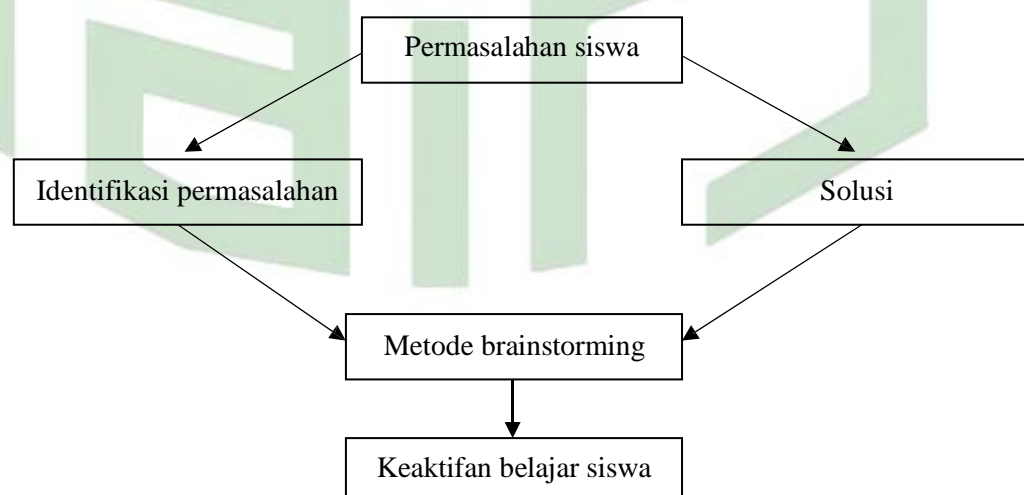 Permasalahan siswa
Identifikasi permasalahan
Solusi
Metode brainstorming
Keaktifan belajar siswa